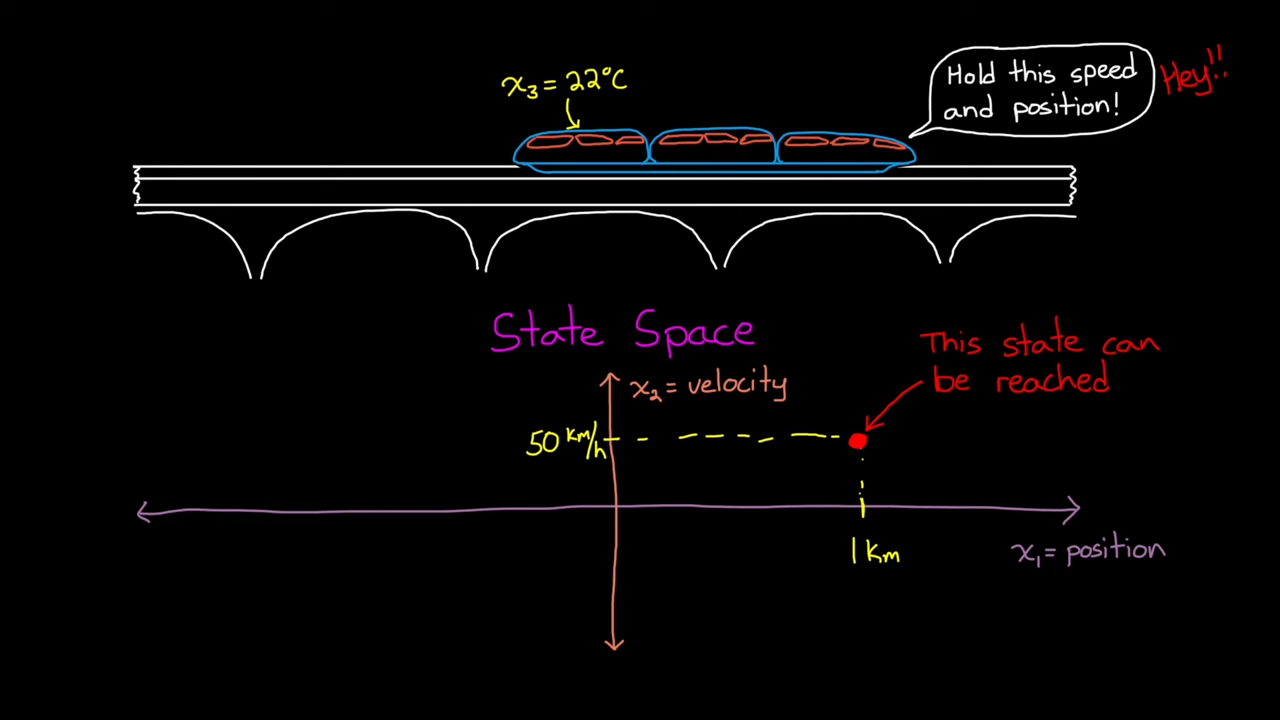 x₃ = 22°C
Hold this speed
and position!
Hey!!
State Space
This state can
be reached
x₂ = velocity
50 km/h
1 km
x₁ = position